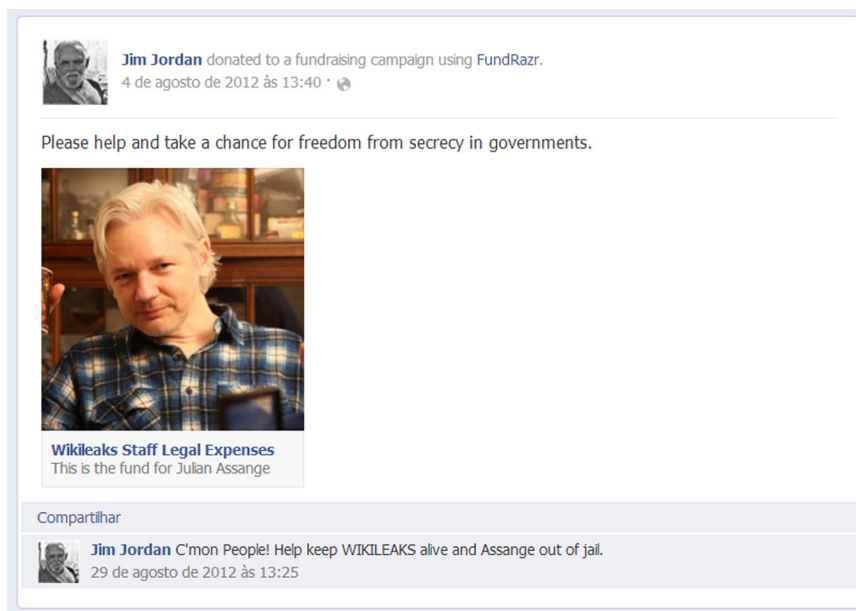 Jim Jordan donated to a fundraising campaign using FundRazr.
4 de agosto de 2012 às 13:40 ·
Please help and take a chance for freedom from secrecy in governments.
Wikileaks Staff Legal Expenses
This is the fund for Julian Assange
Compartilhar
Jim Jordan C'mon People! Help keep WIKILEAKS alive and Assange out of jail.
29 de agosto de 2012 às 13:25